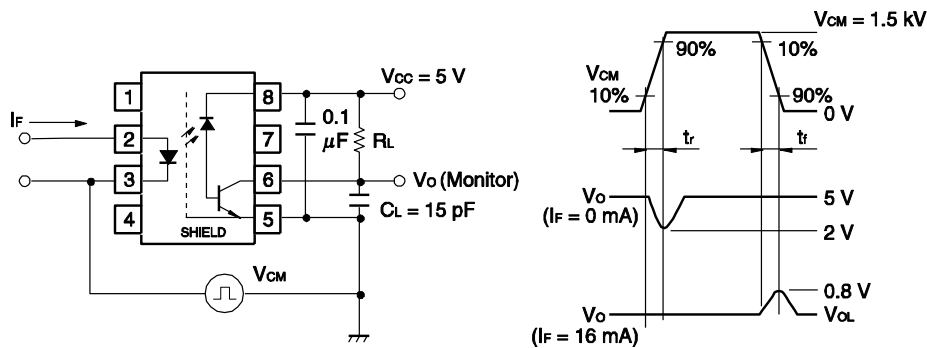 IF
1
2
3
4
8
7
6
5
SHIELD
0.1
μF
RL
VCC = 5 V
VO (Monitor)
CL = 15 pF
VCM
VCM = 1.5 kV
90%
10%
VCM
10%
90%
0 V
tr
tf
VO
(IF = 0 mA)
5 V
2 V
0.8 V
VO
VOL
(IF = 16 mA)